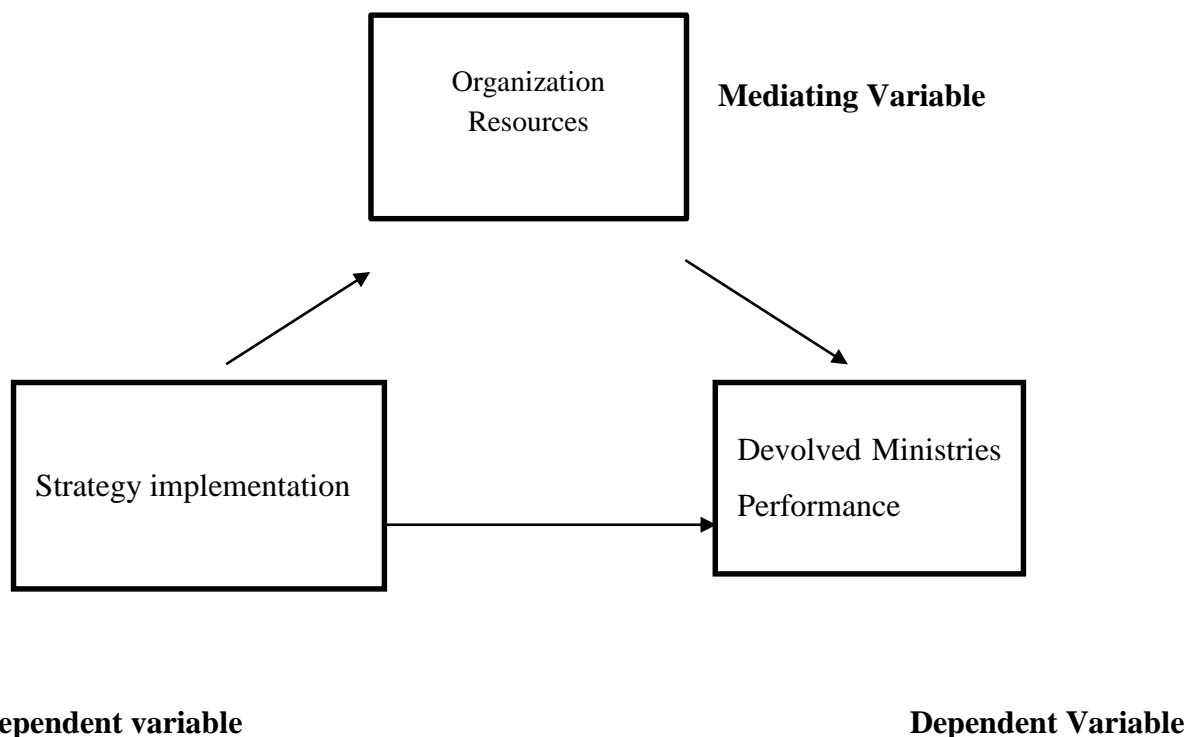 Organization
Resources
Mediating Variable
Strategy implementation
Devolved Ministries
Performance
ependent variable
Dependent Variable